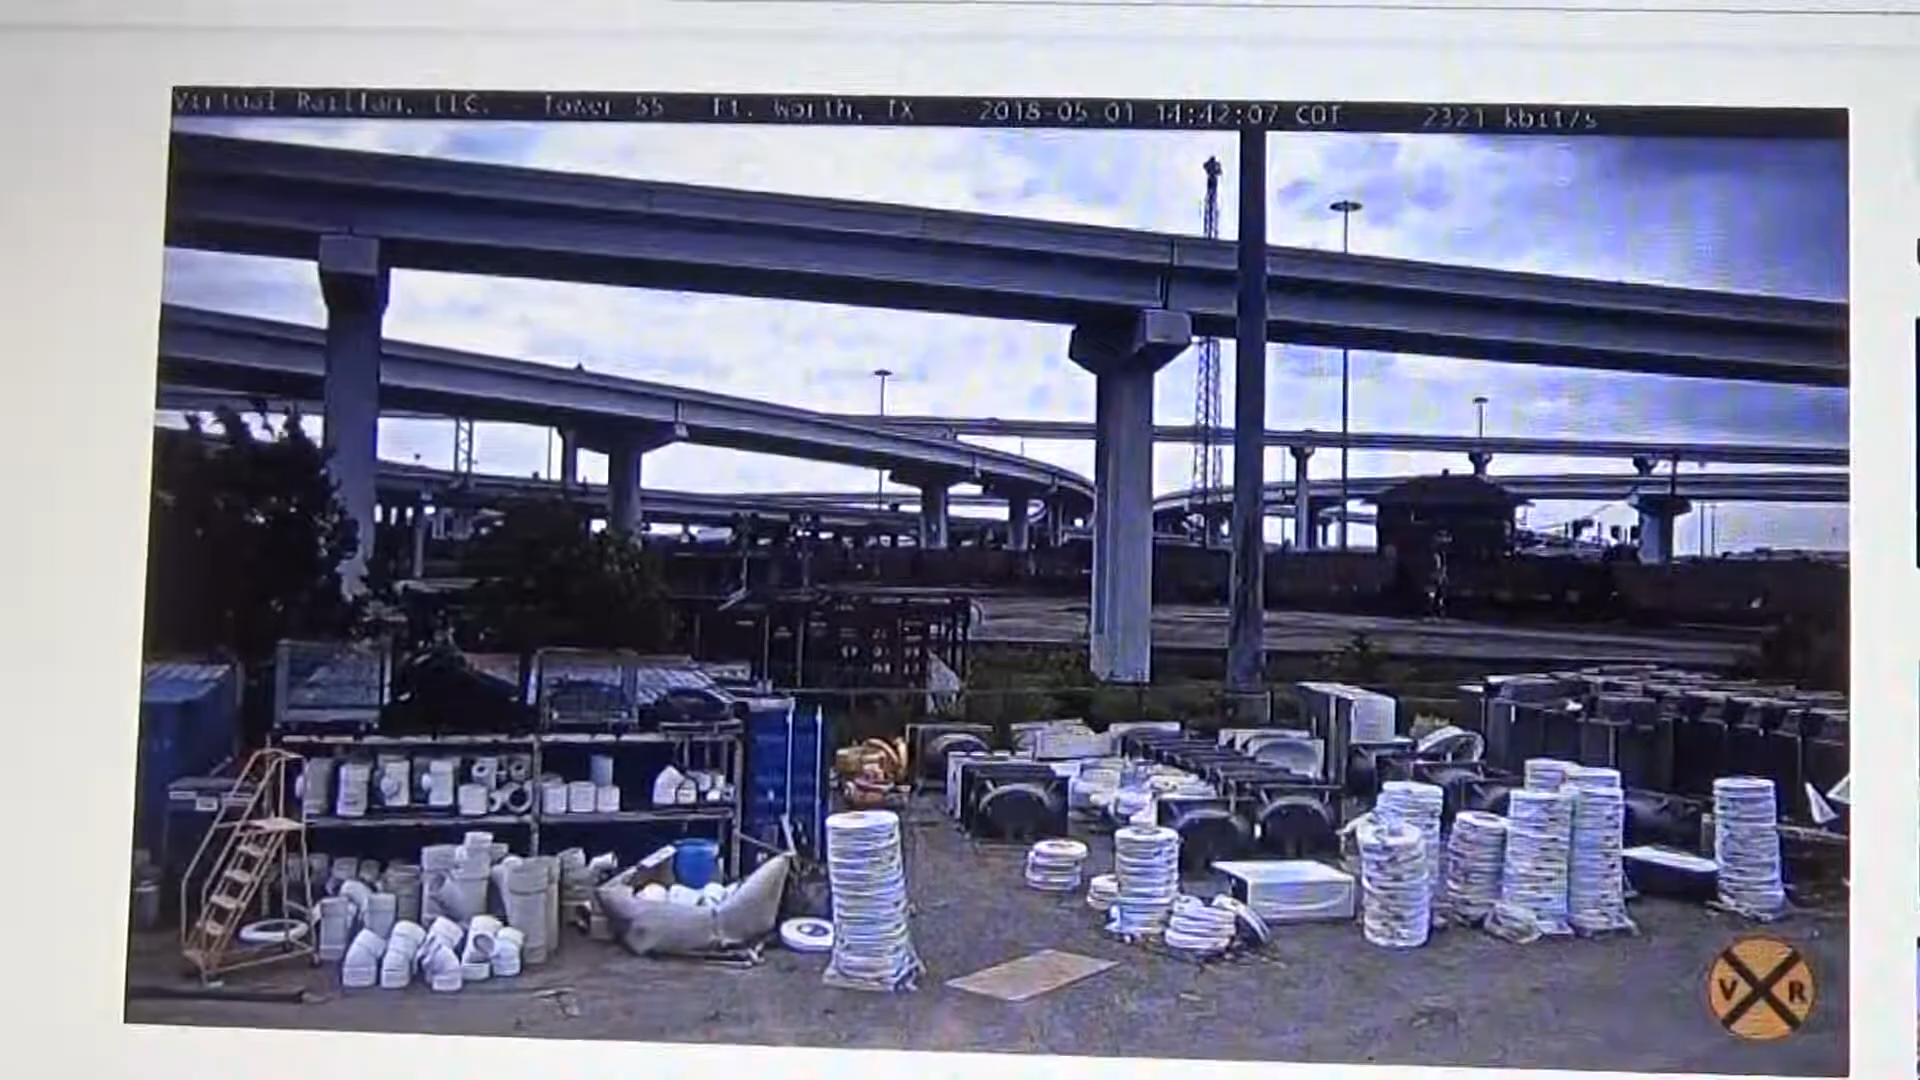 Virtual Railfan, LLC. - Tower 55 - Ft. Worth, TX - 2018-05-01 14:42:07 CDT 2321 kbit/s
V R